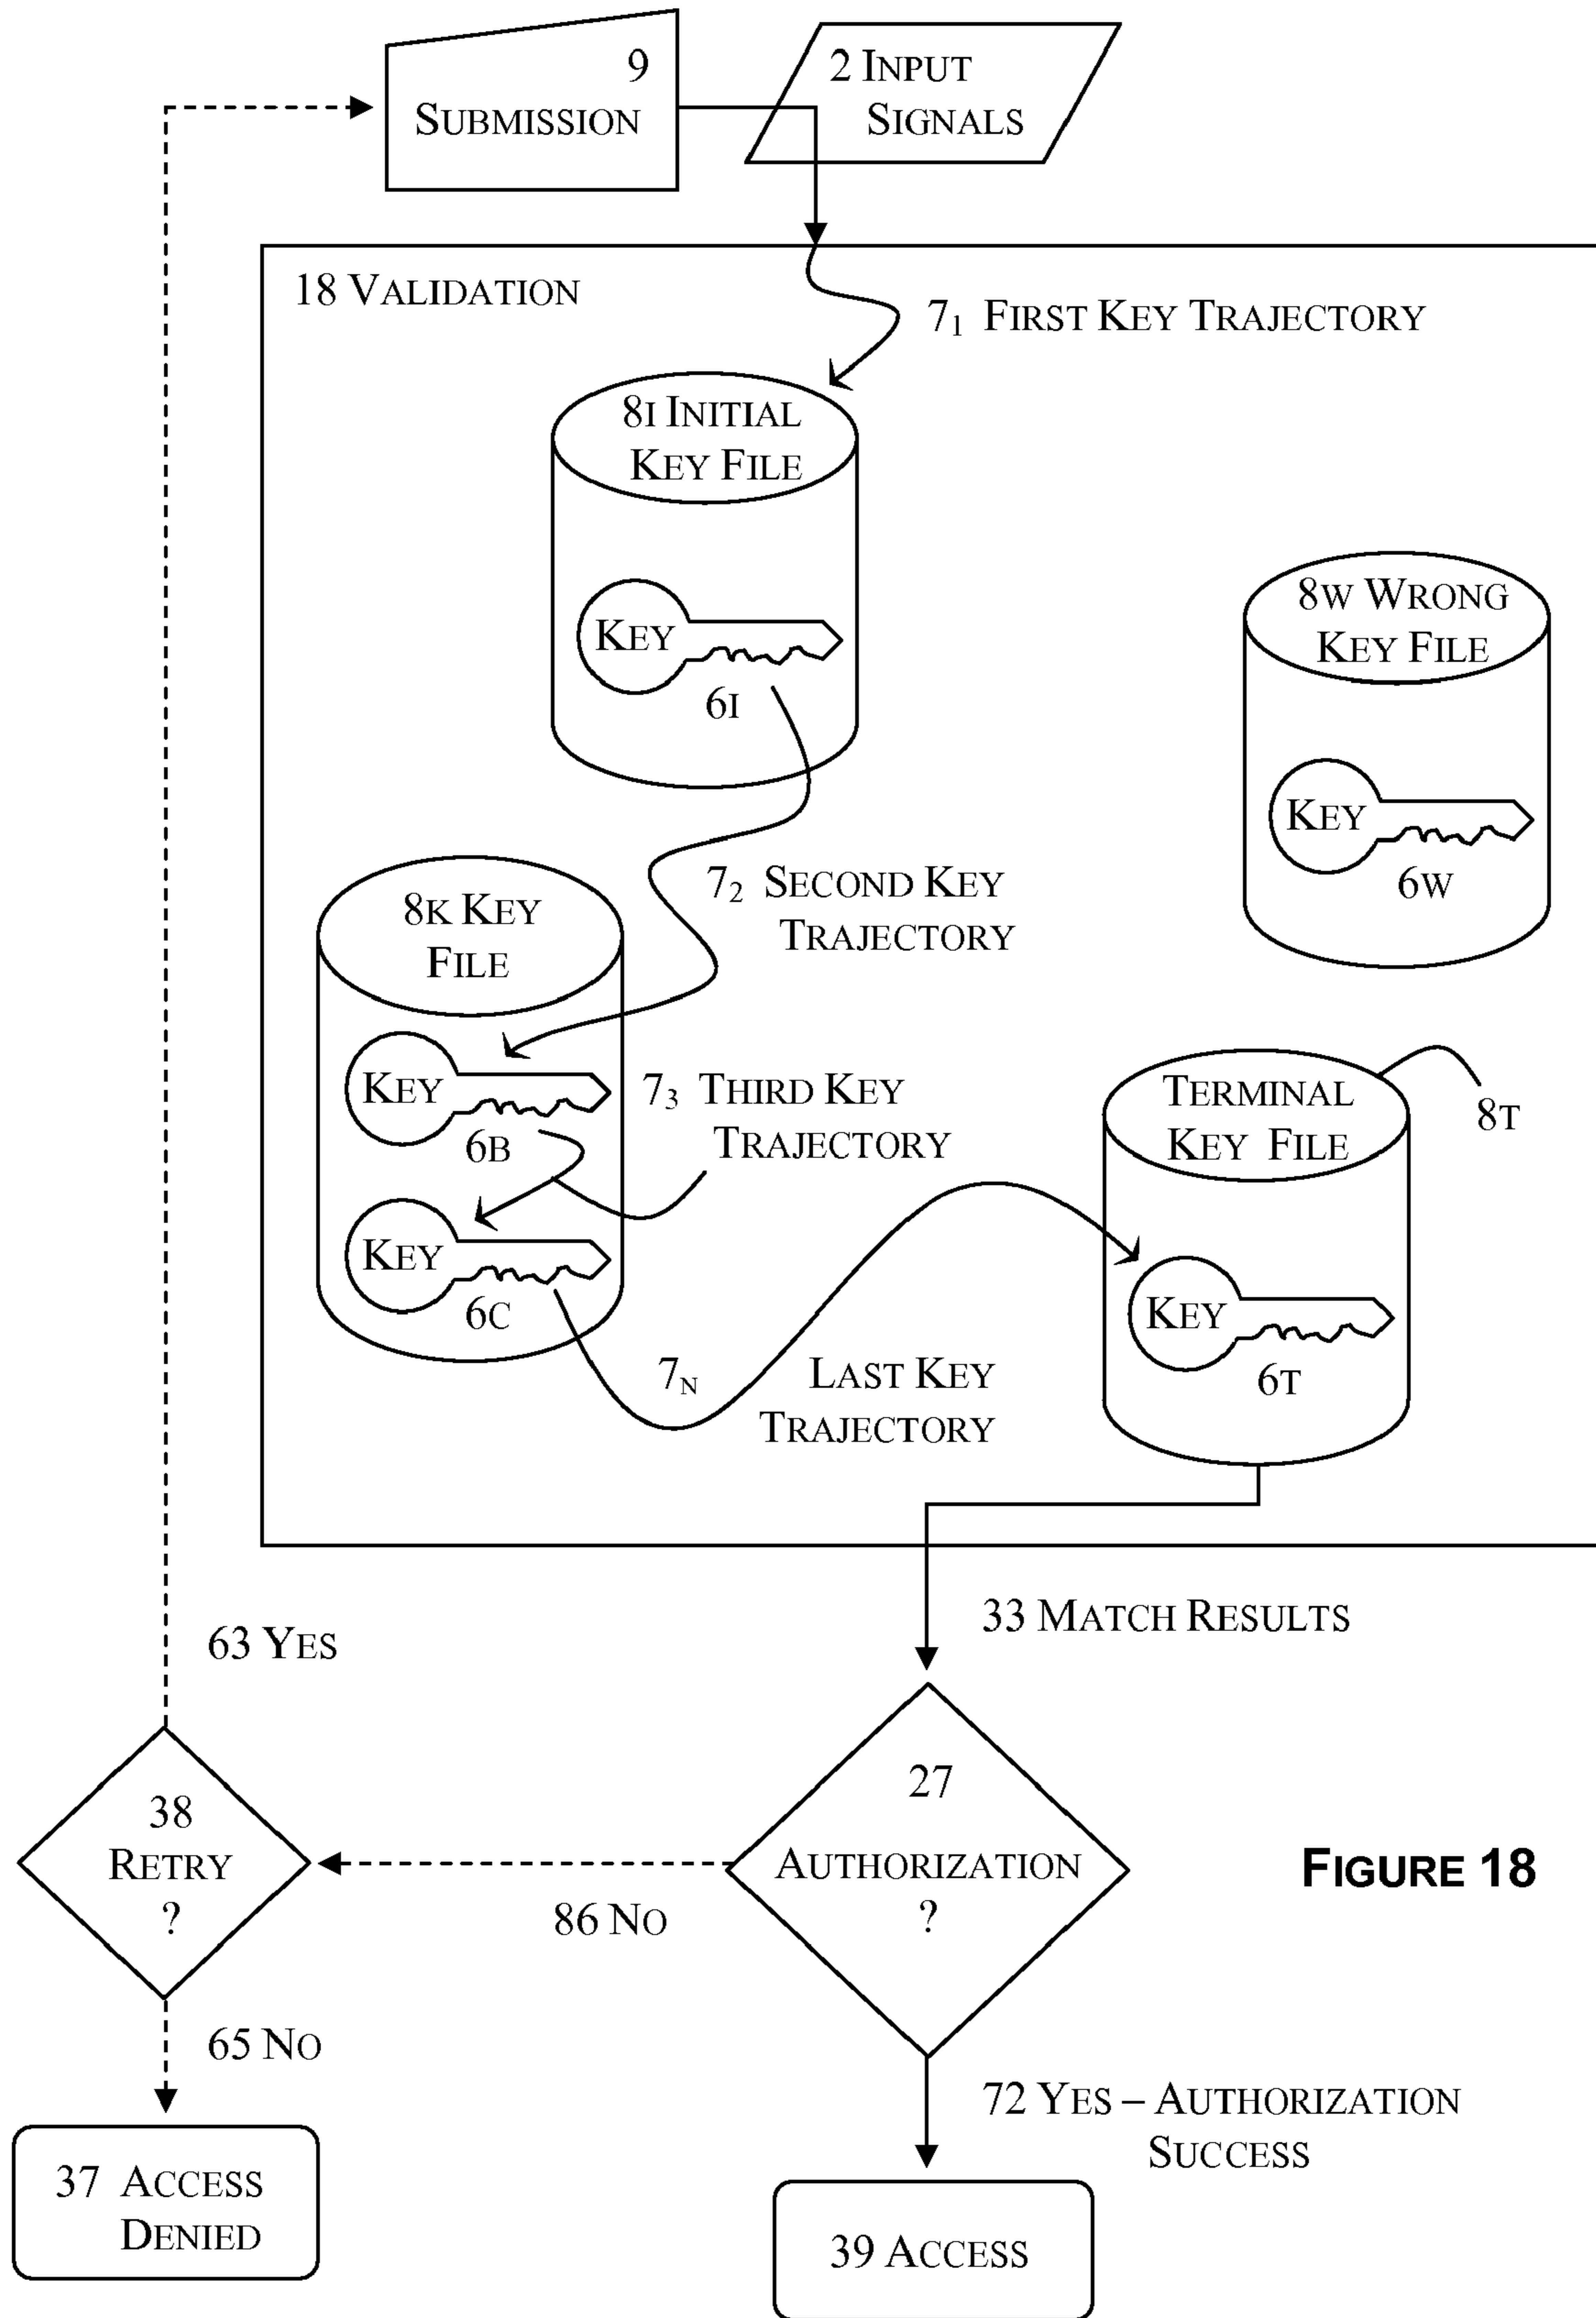 9
SUBMISSION
2 INPUT
SIGNALS
18 VALIDATION
7₁ FIRST KEY TRAJECTORY
8I INITIAL
KEY FILE
KEY
6I
8W WRONG
KEY FILE
KEY
6W
7₂ SECOND KEY
TRAJECTORY
8K KEY
FILE
KEY
6B
7₃ THIRD KEY
TRAJECTORY
KEY
6C
TERMINAL
KEY FILE
8T
KEY
6T
7N LAST KEY
TRAJECTORY
33 MATCH RESULTS
63 YES
38
RETRY
?
86 NO
27
AUTHORIZATION
?
FIGURE 18
65 NO
72 YES – AUTHORIZATION
SUCCESS
37 ACCESS
DENIED
39 ACCESS